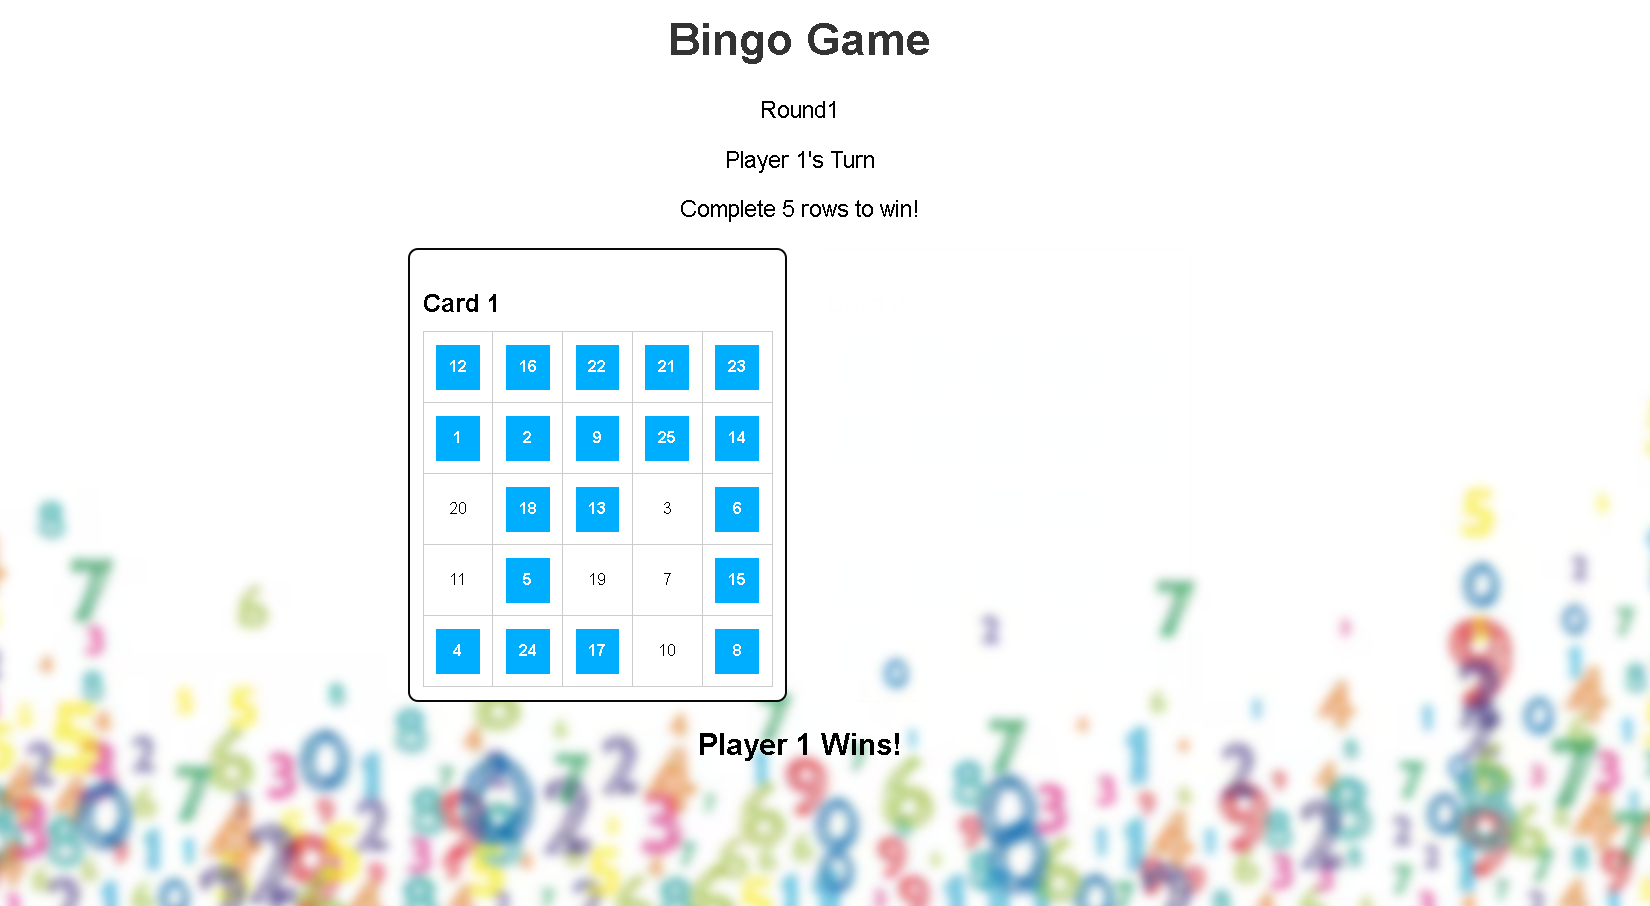 Bingo Game
Round1
Player 1's Turn
Complete 5 rows to win!
Card 1
12 16 22 21 23
1 2 9 25 14
20 18 13 3 6
11 5 19 7 15
4 24 17 10 8
Player 1 Wins!